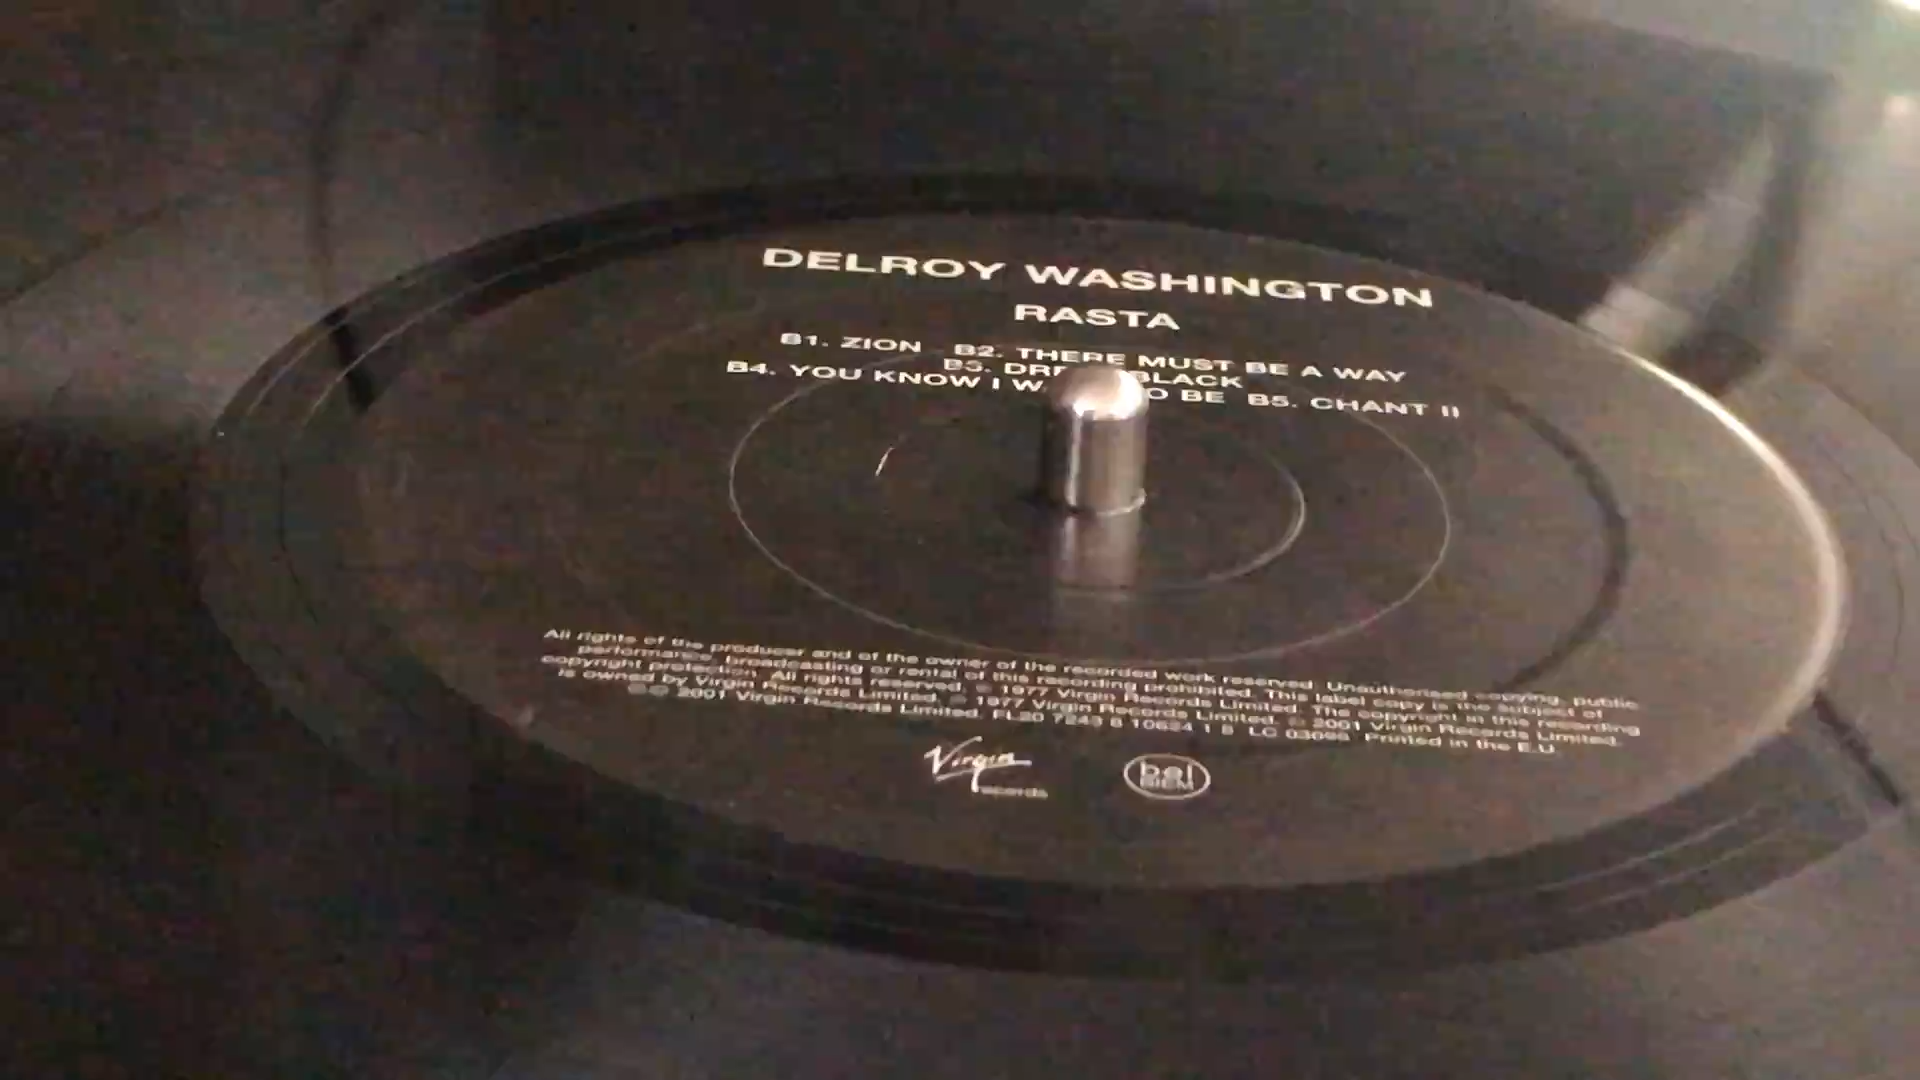 DELROY WASHINGTON
RASTA
B1. ZION B2. THERE MUST BE A WAY
B3. BLACK
B4. YOU KNOW I O BE B5. CHANT II
All rights of the producer and of the owner of the recorded work reserved. Unauthorised copying, public
performance, broadcasting or rental of this recording prohibited. This label copy is the subject of
copyright protection. All rights reserved. ℗ 1977 Virgin Records Limited. The copyright in this recording
is owned by Virgin Records Limited. ℗ 1977 Virgin Records Limited. © 2001 Virgin Records Limited.
2001 Virgin Records Limited. FL20 7243 8 10624 1 8 LC 03098 Printed in the E.U.
Virgin
records
bel
BIEM